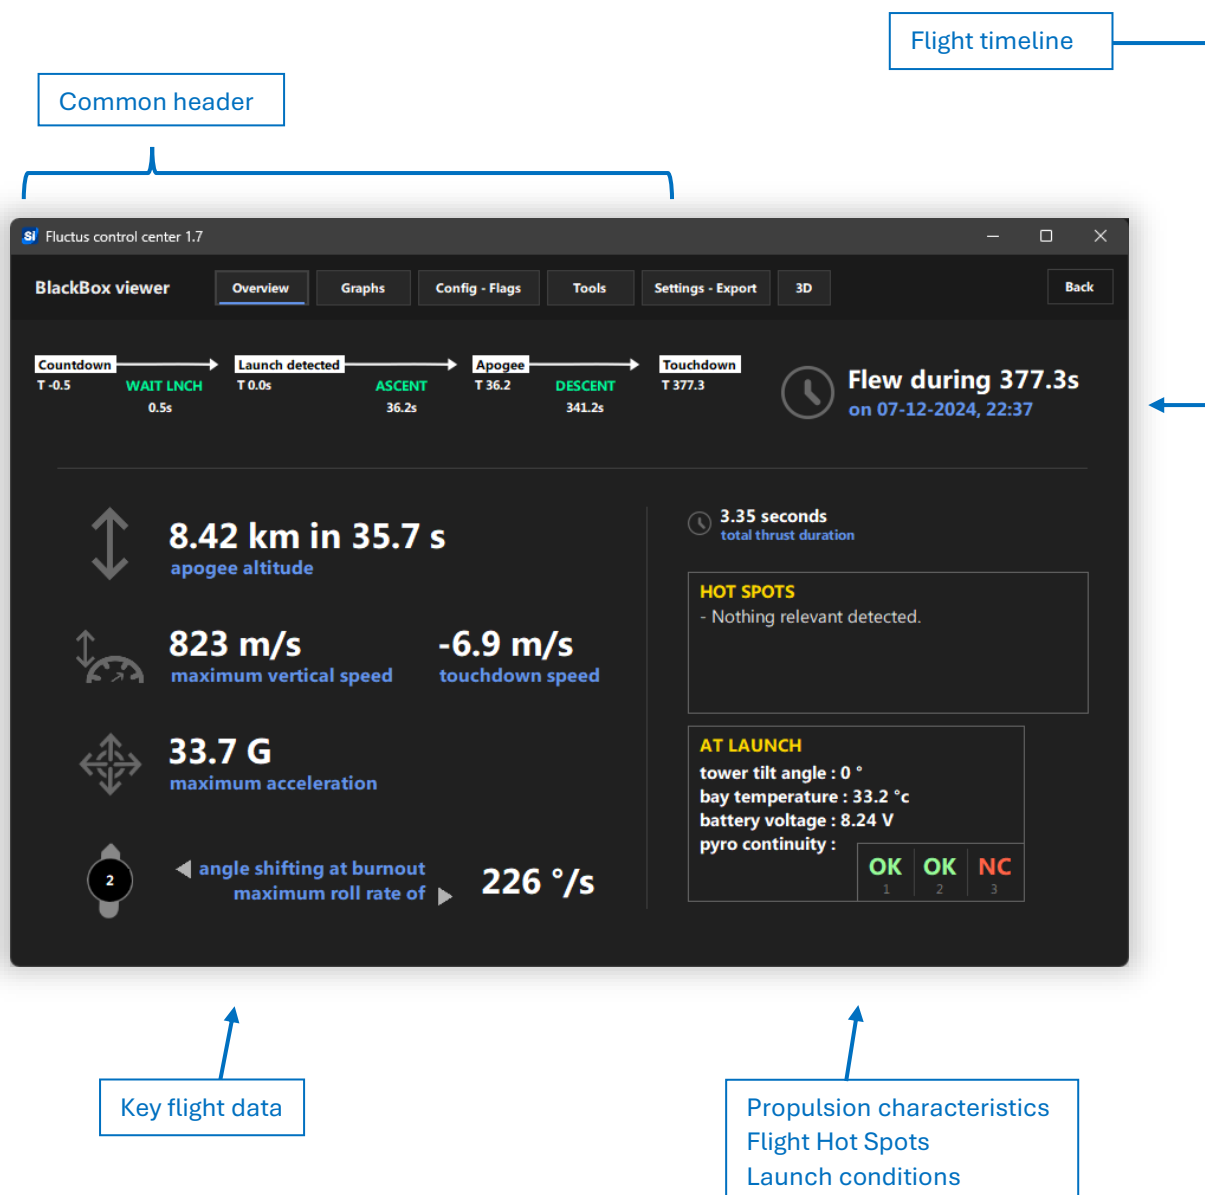 Flight timeline
Common header
Si Fluctus control center 1.7
BlackBox viewer Overview Graphs Config - Flags Tools Settings - Export 3D Back
Countdown Launch detected Apogee Touchdown
T -0.5 WAIT LNCH T 0.0s ASCENT T 36.2 DESCENT T 377.3
0.5s 36.2s 341.2s
Flew during 377.3s
on 07-12-2024, 22:37
8.42 km in 35.7 s
apogee altitude
823 m/s -6.9 m/s
maximum vertical speed touchdown speed
33.7 G
maximum acceleration
2
angle shifting at burnout
maximum roll rate of
226 °/s
3.35 seconds
total thrust duration
HOT SPOTS
- Nothing relevant detected.
AT LAUNCH
tower tilt angle : 0 °
bay temperature : 33.2 °c
battery voltage : 8.24 V
pyro continuity :
OK OK NC
1 2 3
Key flight data
Propulsion characteristics
Flight Hot Spots
Launch conditions